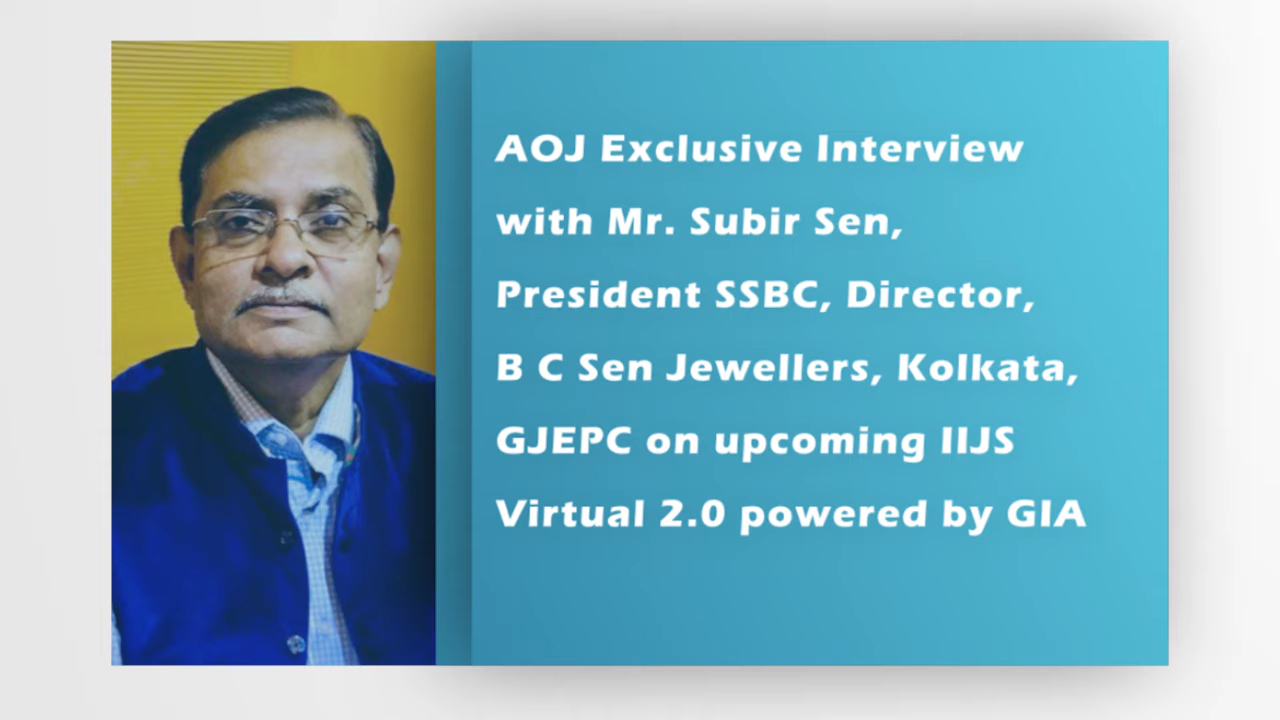 AOJ Exclusive Interview
with Mr. Subir Sen,
President SSBC, Director,
B C Sen Jewellers, Kolkata,
GJEPC on upcoming IIJS
Virtual 2.0 powered by GIA